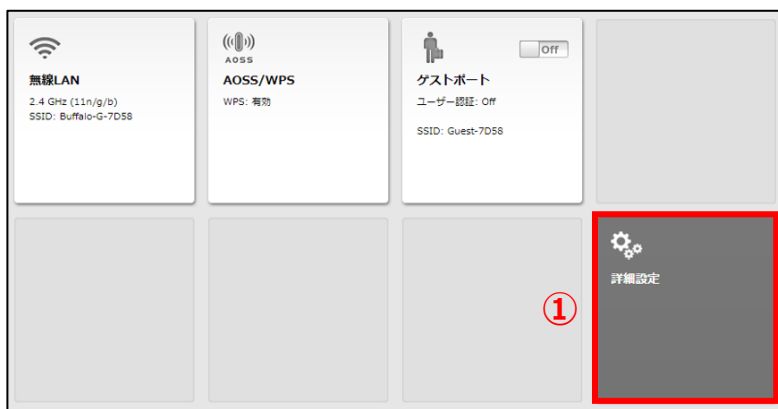 無線LAN
2.4 GHz (11n/g/b)
SSID: Buffalo-G-7D58
AOSS
AOSS/WPS
WPS: 有効
Off
ゲストポート
ユーザー認証: Off
SSID: Guest-7D58
①
詳細設定